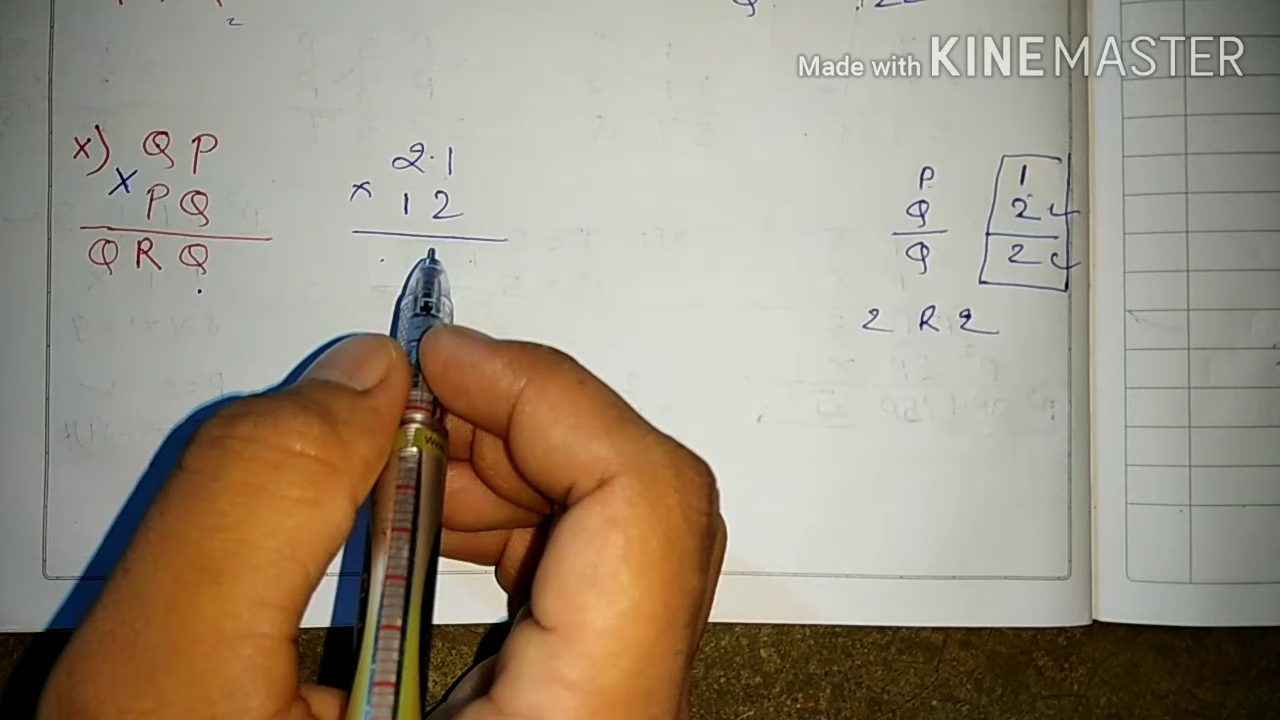 Made with KINEMASTER
x) Q P
x P Q
Q R Q
2·1
x 1 2
P
Q
Q
1
2 ✓
2 ✓
2 R 2